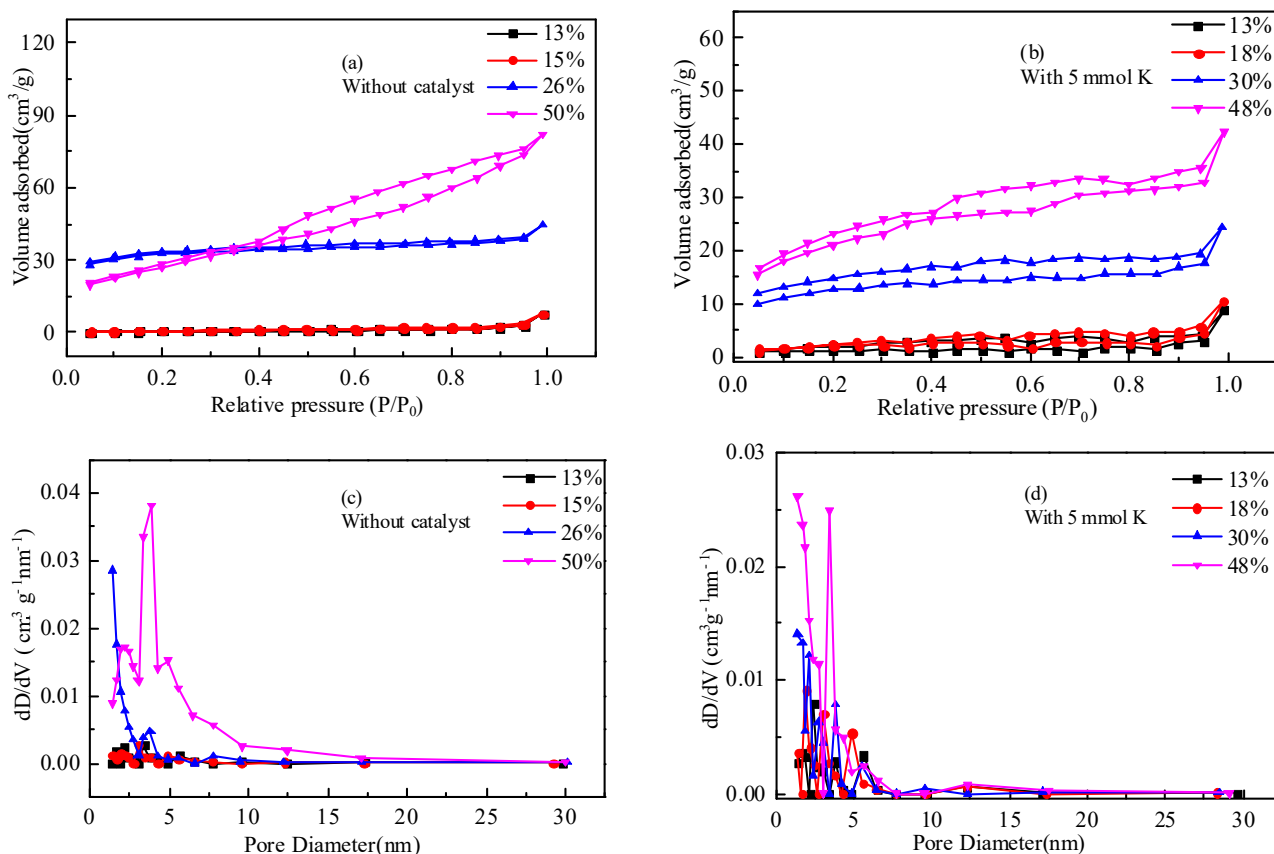 (a)
Without catalyst
13%
15%
26%
50%
120
90
60
30
0
Volume adsorbed(cm³/g)
0.0 0.2 0.4 0.6 0.8 1.0
Relative pressure (P/P₀)
(b)
With 5 mmol K
13%
18%
30%
48%
60
50
40
30
20
10
0
Volume adsorbed(cm³/g)
0.0 0.2 0.4 0.6 0.8 1.0
Relative pressure (P/P₀)
(c)
Without catalyst
13%
15%
26%
50%
0.04
0.03
0.02
0.01
0.00
dD/dV ( cm³ g⁻¹nm⁻¹)
0 5 10 15 20 25 30
Pore Diameter(nm)
(d)
With 5 mmol K
13%
18%
30%
48%
0.03
0.02
0.01
0.00
dD/dV (cm³g⁻¹nm⁻¹)
0 5 10 15 20 25 30
Pore Diameter(nm)